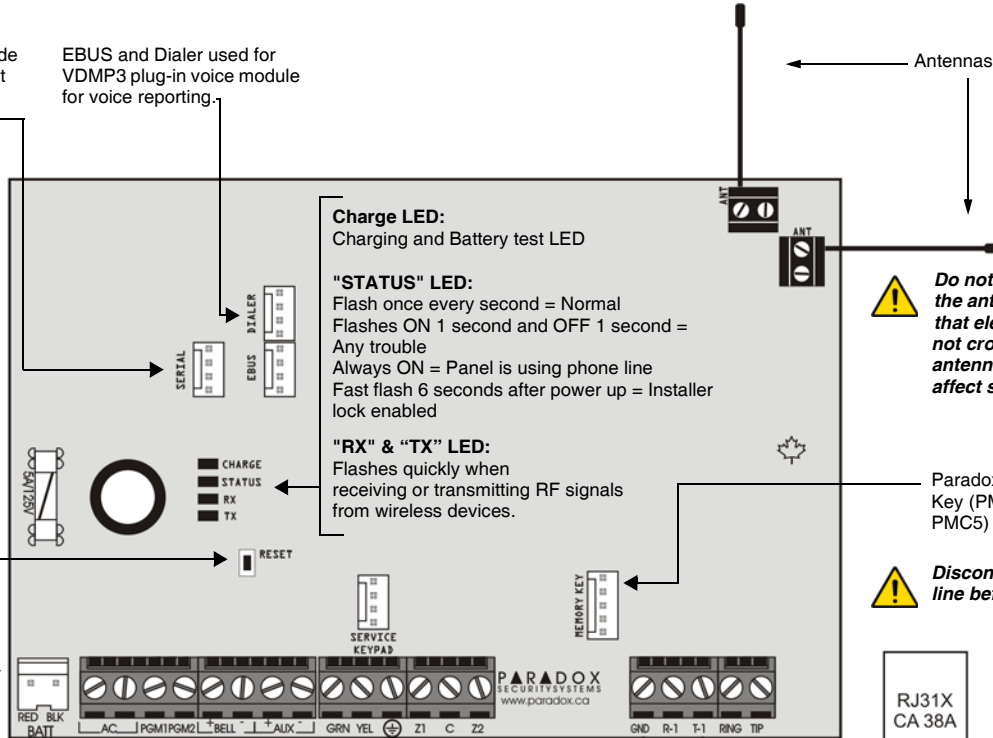 de
t
EBUS and Dialer used for
VDMP3 plug-in voice module
for voice reporting.
Antennas
ANT
ANT
Charge LED:
Charging and Battery test LED
"STATUS" LED:
Flash once every second = Normal
Flashes ON 1 second and OFF 1 second =
Any trouble
Always ON = Panel is using phone line
Fast flash 6 seconds after power up = Installer
lock enabled
"RX" & “TX” LED:
Flashes quickly when
receiving or transmitting RF signals
from wireless devices.
Do not
the ant
that ele
not cro
antenn
affect s
DIALER
SERIAL
EBUS
5A/125V
CHARGE
STATUS
RX
TX
RESET
Paradox
Key (PM
PMC5)
MEMORY KEY
SERVICE
KEYPAD
Discon
line bef
PARADOX
SECURITYSYSTEMS
www.paradox.ca
RJ31X
CA 38A
RED BLK
BATT
AC PGM1 PGM2 + BELL - + AUX - GRN YEL Z1 C Z2
GND R-1 T-1 RING TIP